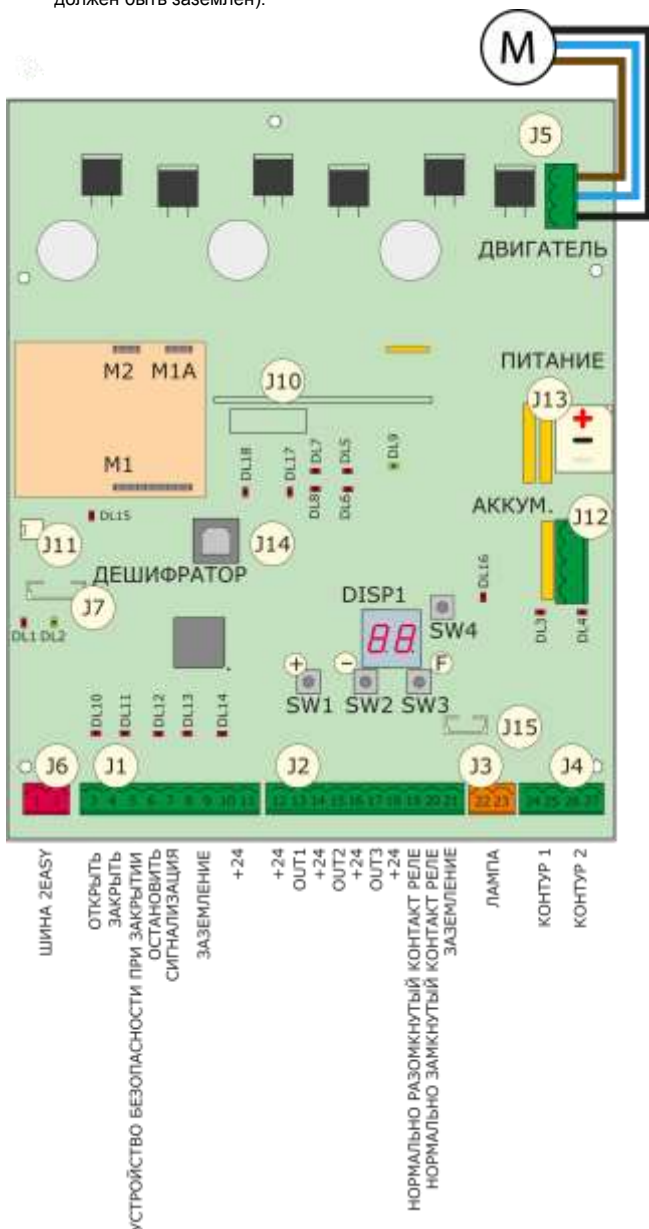 должен быть заземлен).
M
J5
ДВИГАТЕЛЬ
ПИТАНИЕ
M2 M1A
J10
J13
+
-
M1
DL18
DL17
DL7
DL8
DL5
DL6
DL9
АККУМ.
J12
DL15
J11
J14
ДЕШИФРАТОР
J7
DL16
DISP1
88
SW4
DL1 DL2
DL3
DL4
+
-
F
SW1 SW2 SW3
DL10
DL11
DL12
DL13
DL14
J15
J6
J1
J2
J3
J4
3 4 5 6 7 8 9 10 11
12 13 14 15 16 17 18 19 20 21
22 23
24 25 26 27
ШИНА 2EASY
ОТКРЫТЬ
ЗАКРЫТЬ
УСТРОЙСТВО БЕЗОПАСНОСТИ ПРИ ЗАКРЫТИИ
ОСТАНОВИТЬ
СИГНАЛИЗАЦИЯ
ЗАЗЕМЛЕНИЕ
+24
+24
OUT1
+24
OUT2
+24
OUT3
+24
НОРМАЛЬНО РАЗОМКНУТЫЙ КОНТАКТ РЕЛЕ
НОРМАЛЬНО ЗАМКНУТЫЙ КОНТАКТ РЕЛЕ
ЗАЗЕМЛЕНИЕ
ЛАМПА
КОНТУР 1
КОНТУР 2